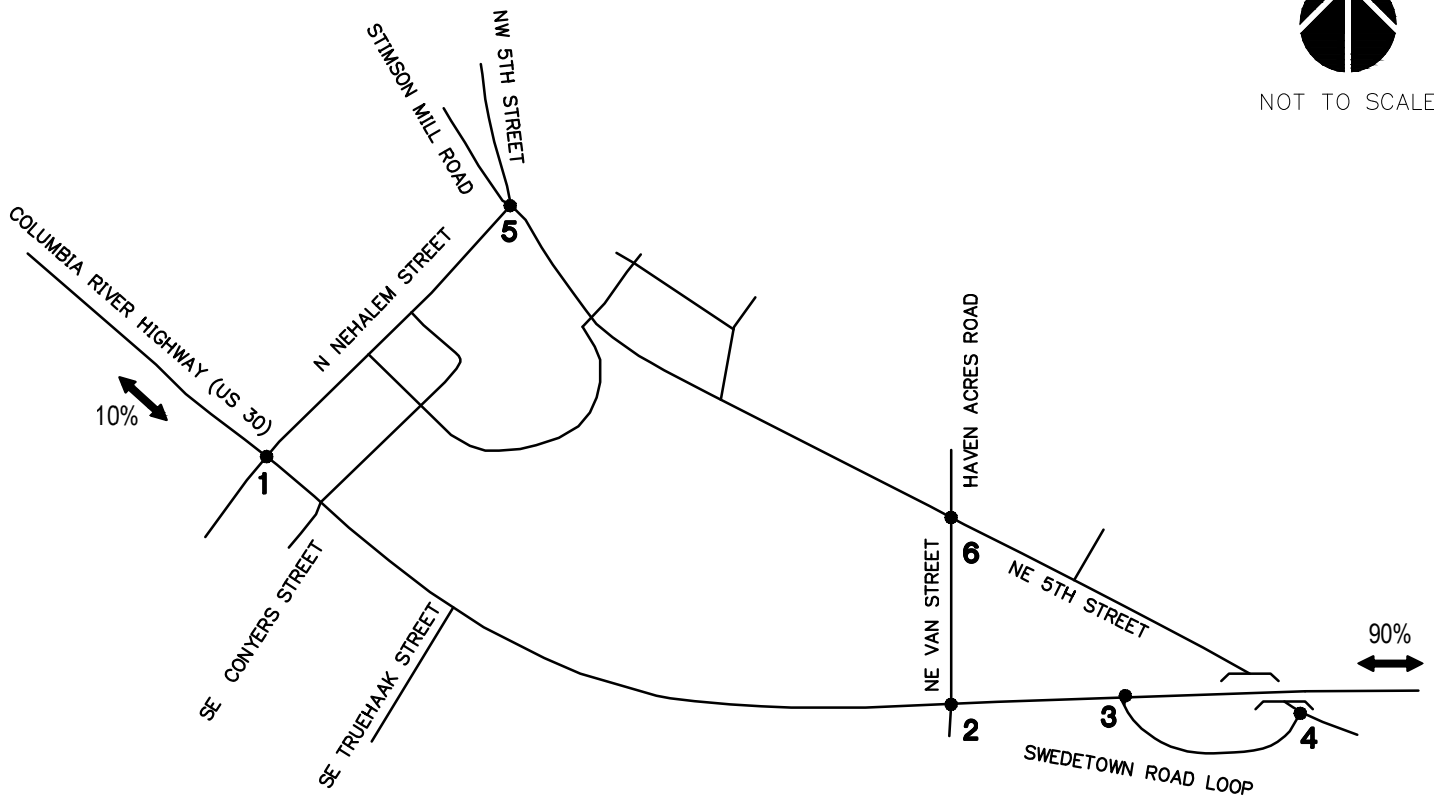 NOT TO SCALE
NW 5TH STREET
STIMSON MILL ROAD
5
COLUMBIA RIVER HIGHWAY (US 30)
N NEHALEM STREET
10%
1
HAVEN ACRES ROAD
6
NE VAN STREET
NE 5TH STREET
SE CONYERS STREET
SE TRUEHAAK STREET
90%
2
3
4
SWEDETOWN ROAD LOOP